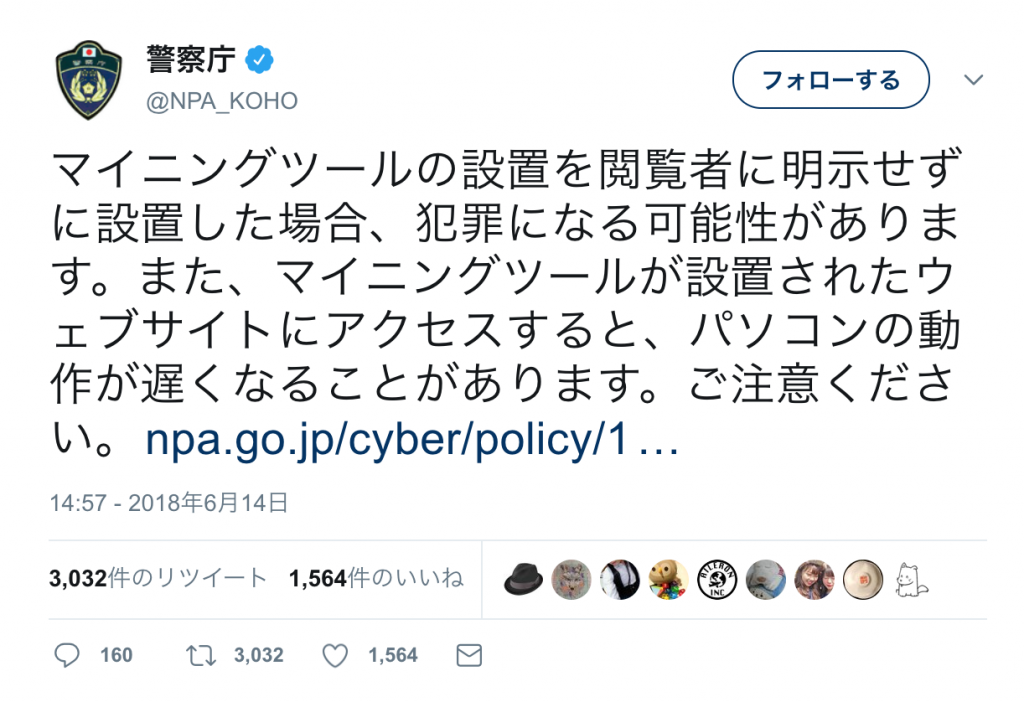 警察庁
@NPA_KOHO
フォローする
マイニングツールの設置を閲覧者に明示せず
に設置した場合、犯罪になる可能性がありま
す。また、マイニングツールが設置されたウ
ェブサイトにアクセスすると、パソコンの動
作が遅くなることがあります。ご注意くださ
い。 npa.go.jp/cyber/policy/1…
14:57 - 2018年6月14日
3,032件のリツイート 1,564件のいいね
AILERON
INC
160 3,032 1,564